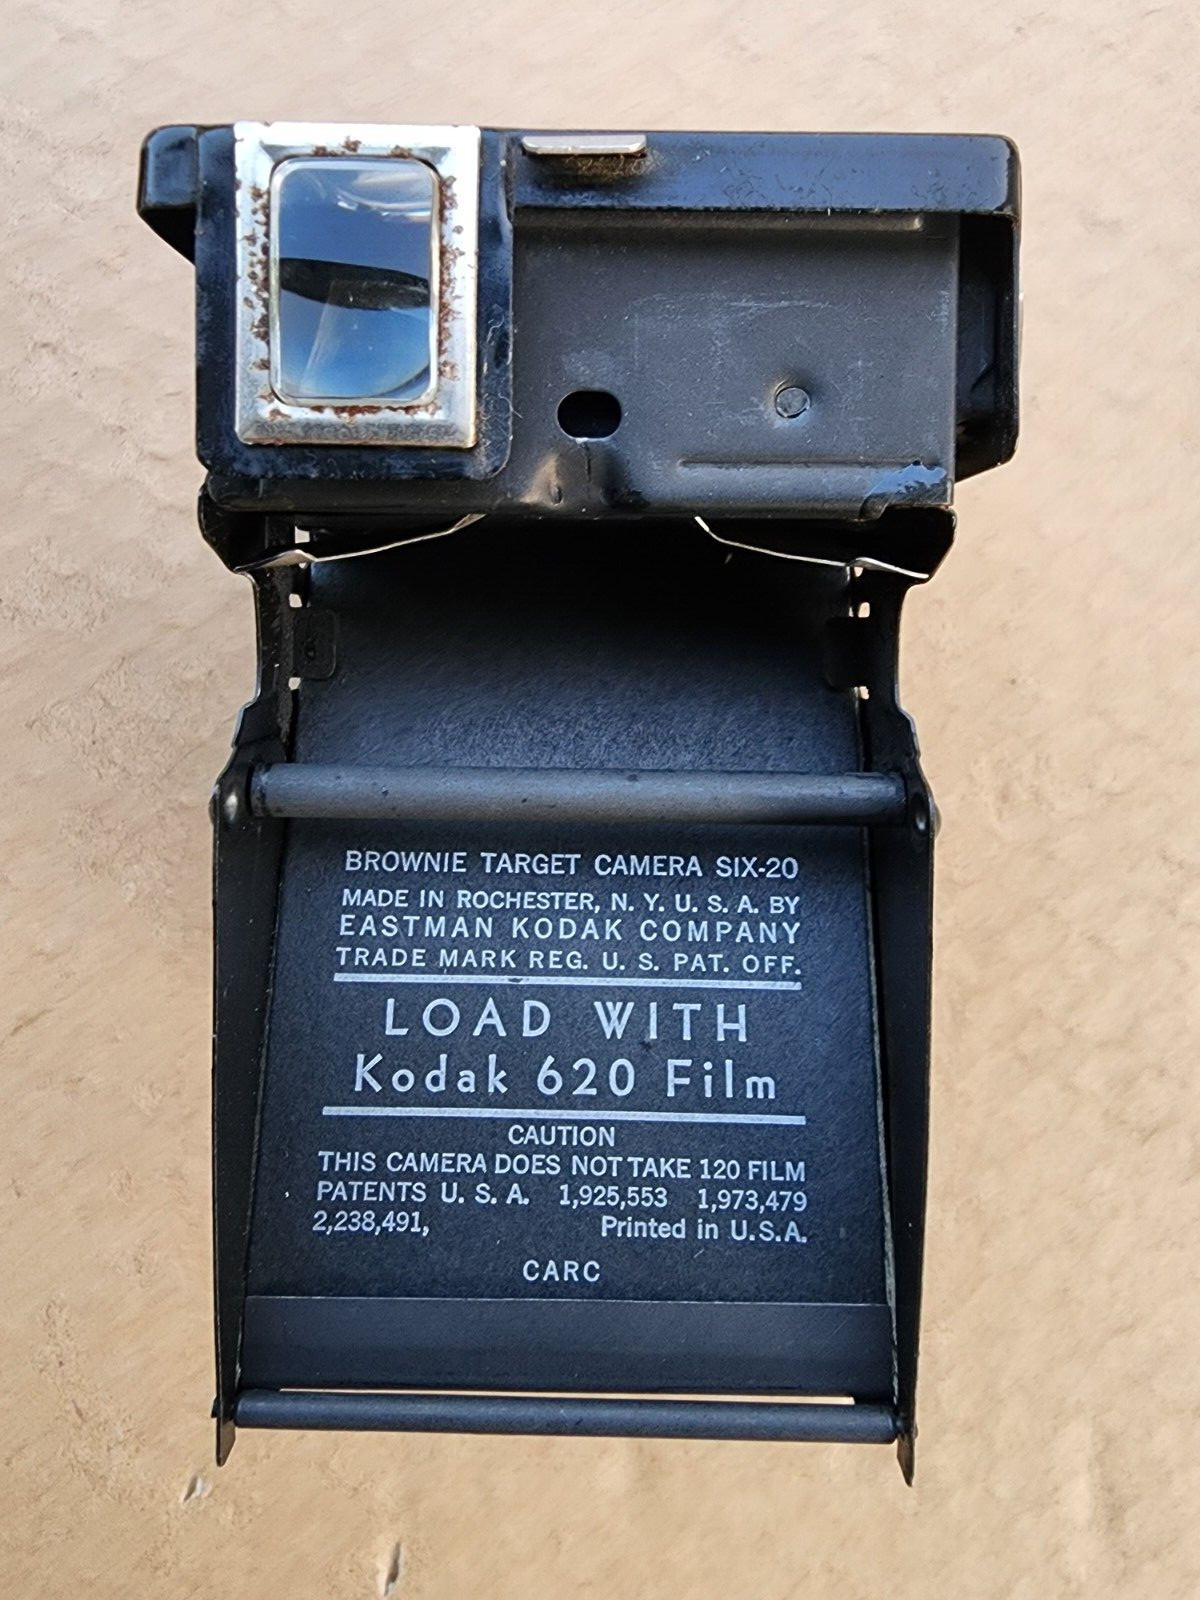 BROWNIE TARGET CAMERA SIX-20
MADE IN ROCHESTER, N. Y. U. S. A. BY
EASTMAN KODAK COMPANY
TRADE MARK REG. U. S. PAT. OFF.
LOAD WITH
Kodak 620 Film
CAUTION
THIS CAMERA DOES NOT TAKE 120 FILM
PATENTS U. S. A. 1,925,553 1,973,479
2,238,491, Printed in U.S.A.
CARC